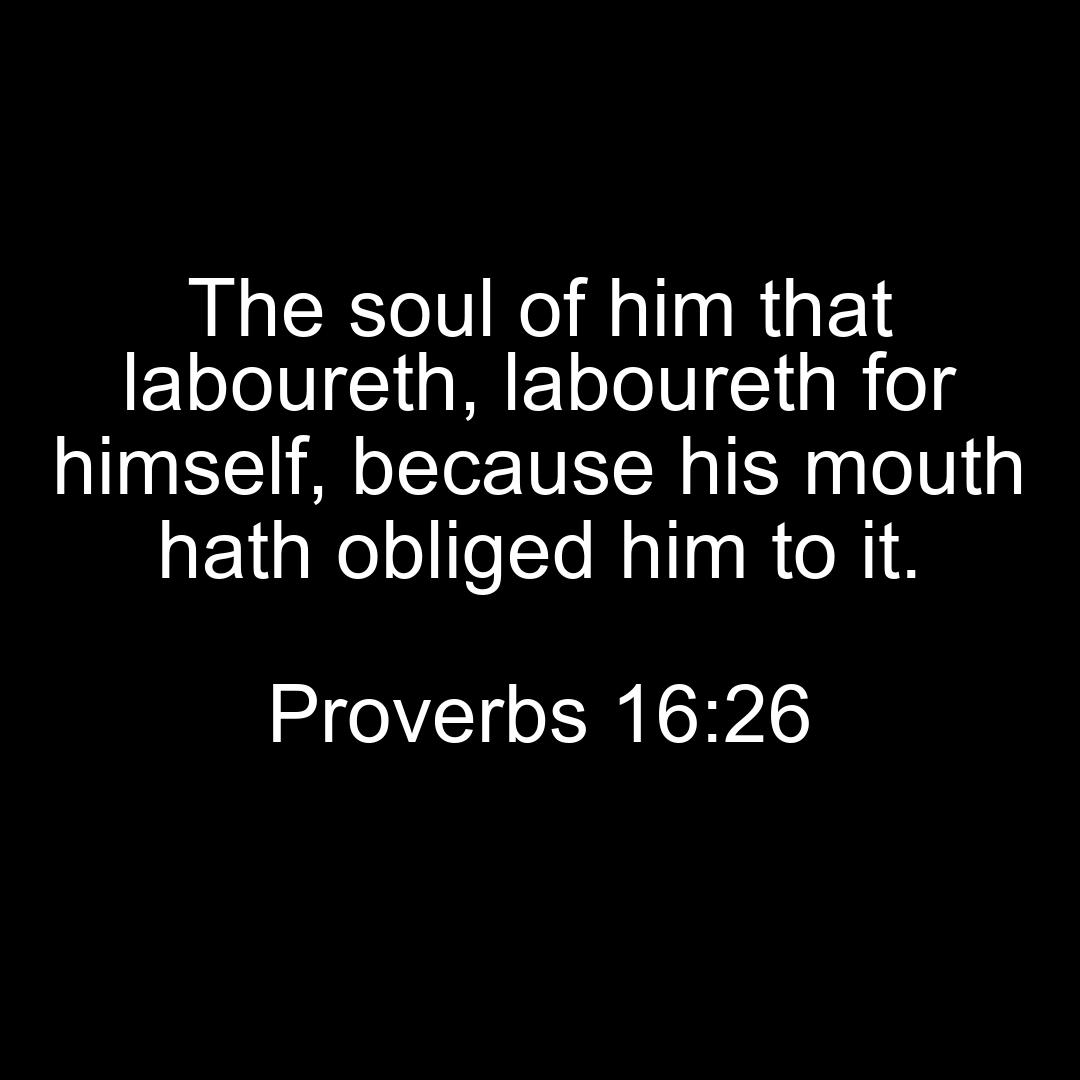 The soul of him that
laboureth, laboureth for
himself, because his mouth
hath obliged him to it.
Proverbs 16:26